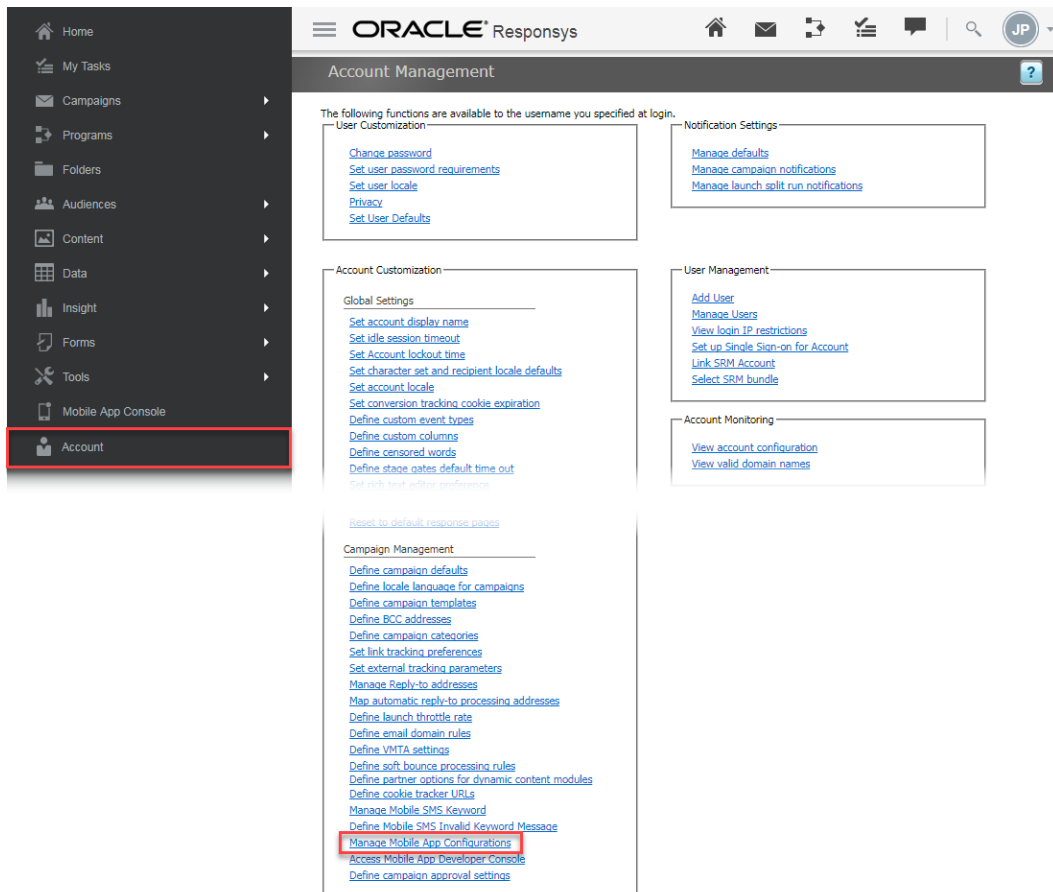 Home
My Tasks
Campaigns
Programs
Folders
Audiences
Content
Data
Insight
Forms
Tools
Mobile App Console
Account
ORACLE® Responsys
JP
Account Management
?
The following functions are available to the username you specified at login.
User Customization
Change password
Set user password requirements
Set user locale
Privacy
Set User Defaults
Notification Settings
Manage defaults
Manage campaign notifications
Manage launch split run notifications
Account Customization
Global Settings
Set account display name
Set idle session timeout
Set Account lockout time
Set character set and recipient locale defaults
Set account locale
Set conversion tracking cookie expiration
Define custom event types
Define custom columns
Define censored words
Define stage gates default time out
Set rich text editor preference
Reset to default response pages
Campaign Management
Define campaign defaults
Define locale language for campaigns
Define campaign templates
Define BCC addresses
Define campaign categories
Set link tracking preferences
Set external tracking parameters
Manage Reply-to addresses
Map automatic reply-to processing addresses
Define launch throttle rate
Define email domain rules
Define VMTA settings
Define soft bounce processing rules
Define partner options for dynamic content modules
Define cookie tracker URLs
Manage Mobile SMS Keyword
Define Mobile SMS Invalid Keyword Message
Manage Mobile App Configurations
Access Mobile App Developer Console
Define campaign approval settings
User Management
Add User
Manage Users
View login IP restrictions
Set up Single Sign-on for Account
Link SRM Account
Select SRM bundle
Account Monitoring
View account configuration
View valid domain names